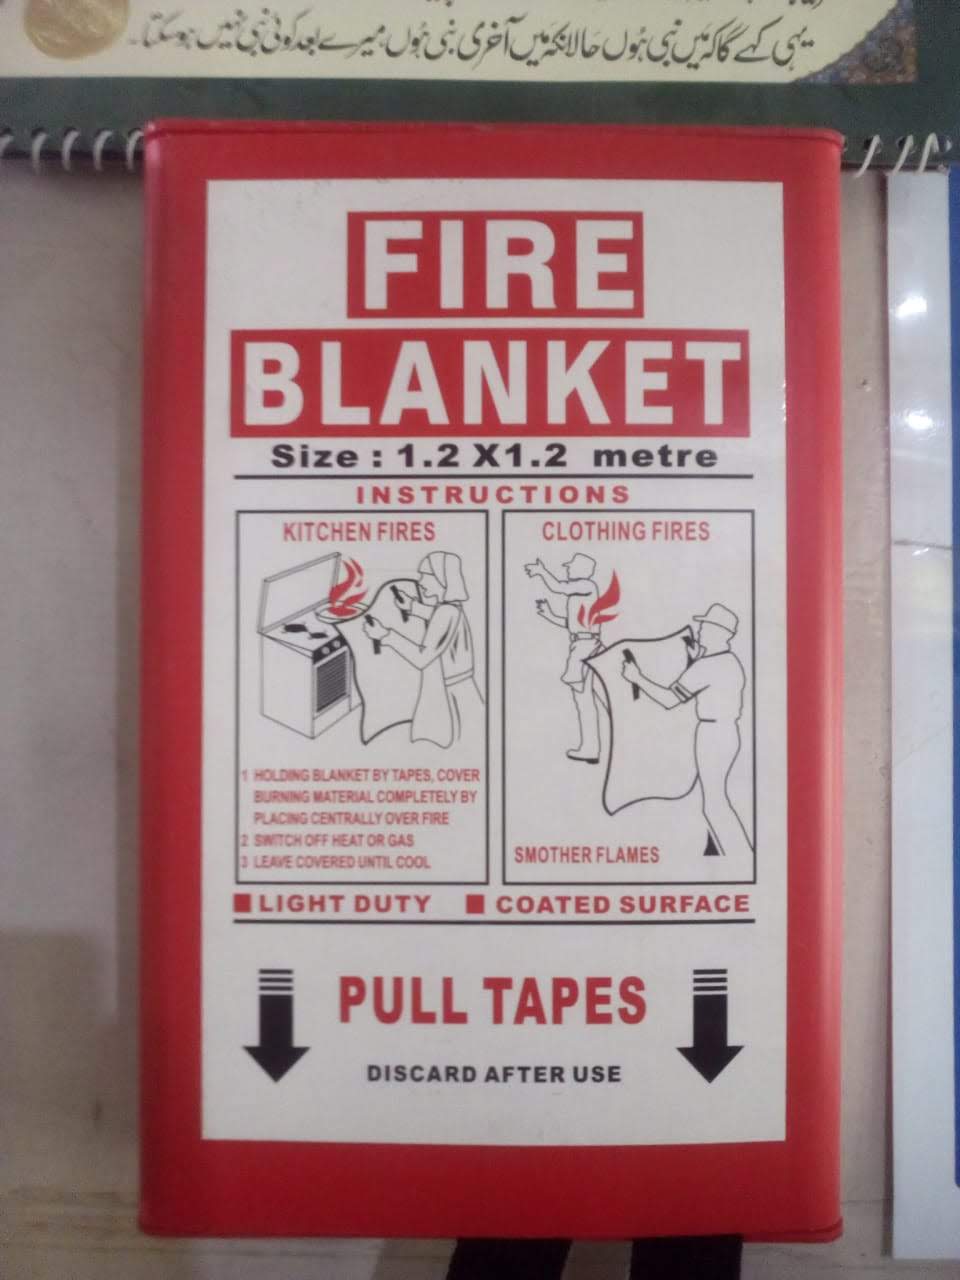 یہی کہے گا کہ میں نبی ہوں حالانکہ میں آخری نبی ہوں میرے بعد کوئی نبی نہیں ہوسکتا۔
FIRE
BLANKET
Size : 1.2 X1.2 metre
INSTRUCTIONS
KITCHEN FIRES
1 HOLDING BLANKET BY TAPES, COVER
BURNING MATERIAL COMPLETELY BY
PLACING CENTRALLY OVER FIRE
2 SWITCH OFF HEAT OR GAS
3 LEAVE COVERED UNTIL COOL
CLOTHING FIRES
SMOTHER FLAMES
LIGHT DUTY
COATED SURFACE
PULL TAPES
DISCARD AFTER USE